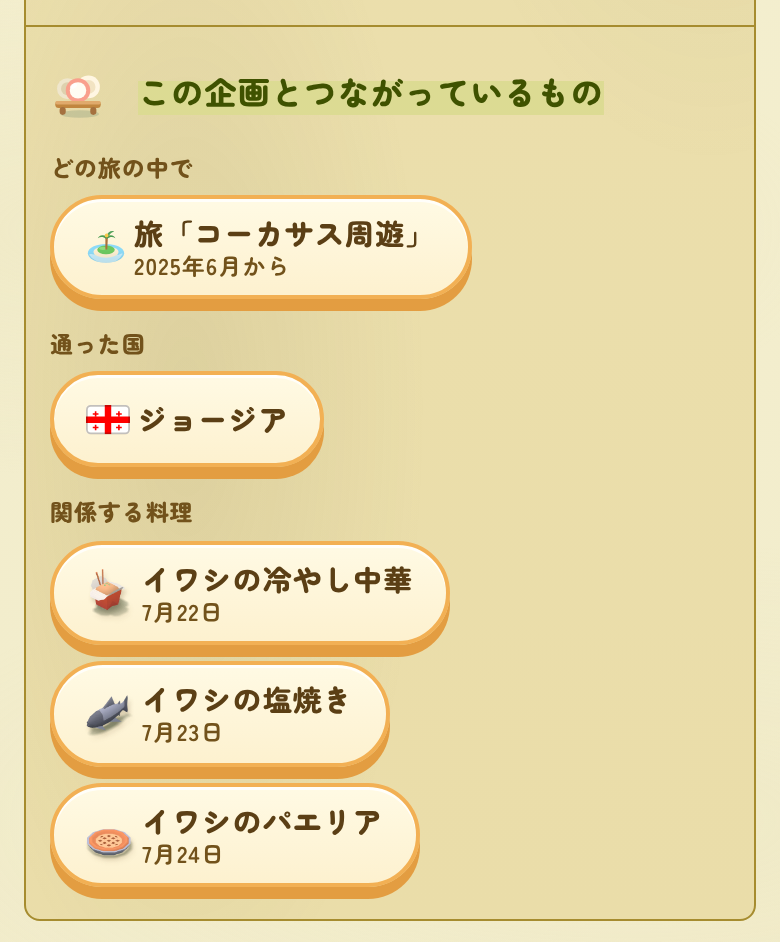 この企画とつながっているもの
どの旅の中で
旅「コーカサス周遊」
2025年6月から
通った国
ジョージア
関係する料理
イワシの冷やし中華
7月22日
イワシの塩焼き
7月23日
イワシのパエリア
7月24日